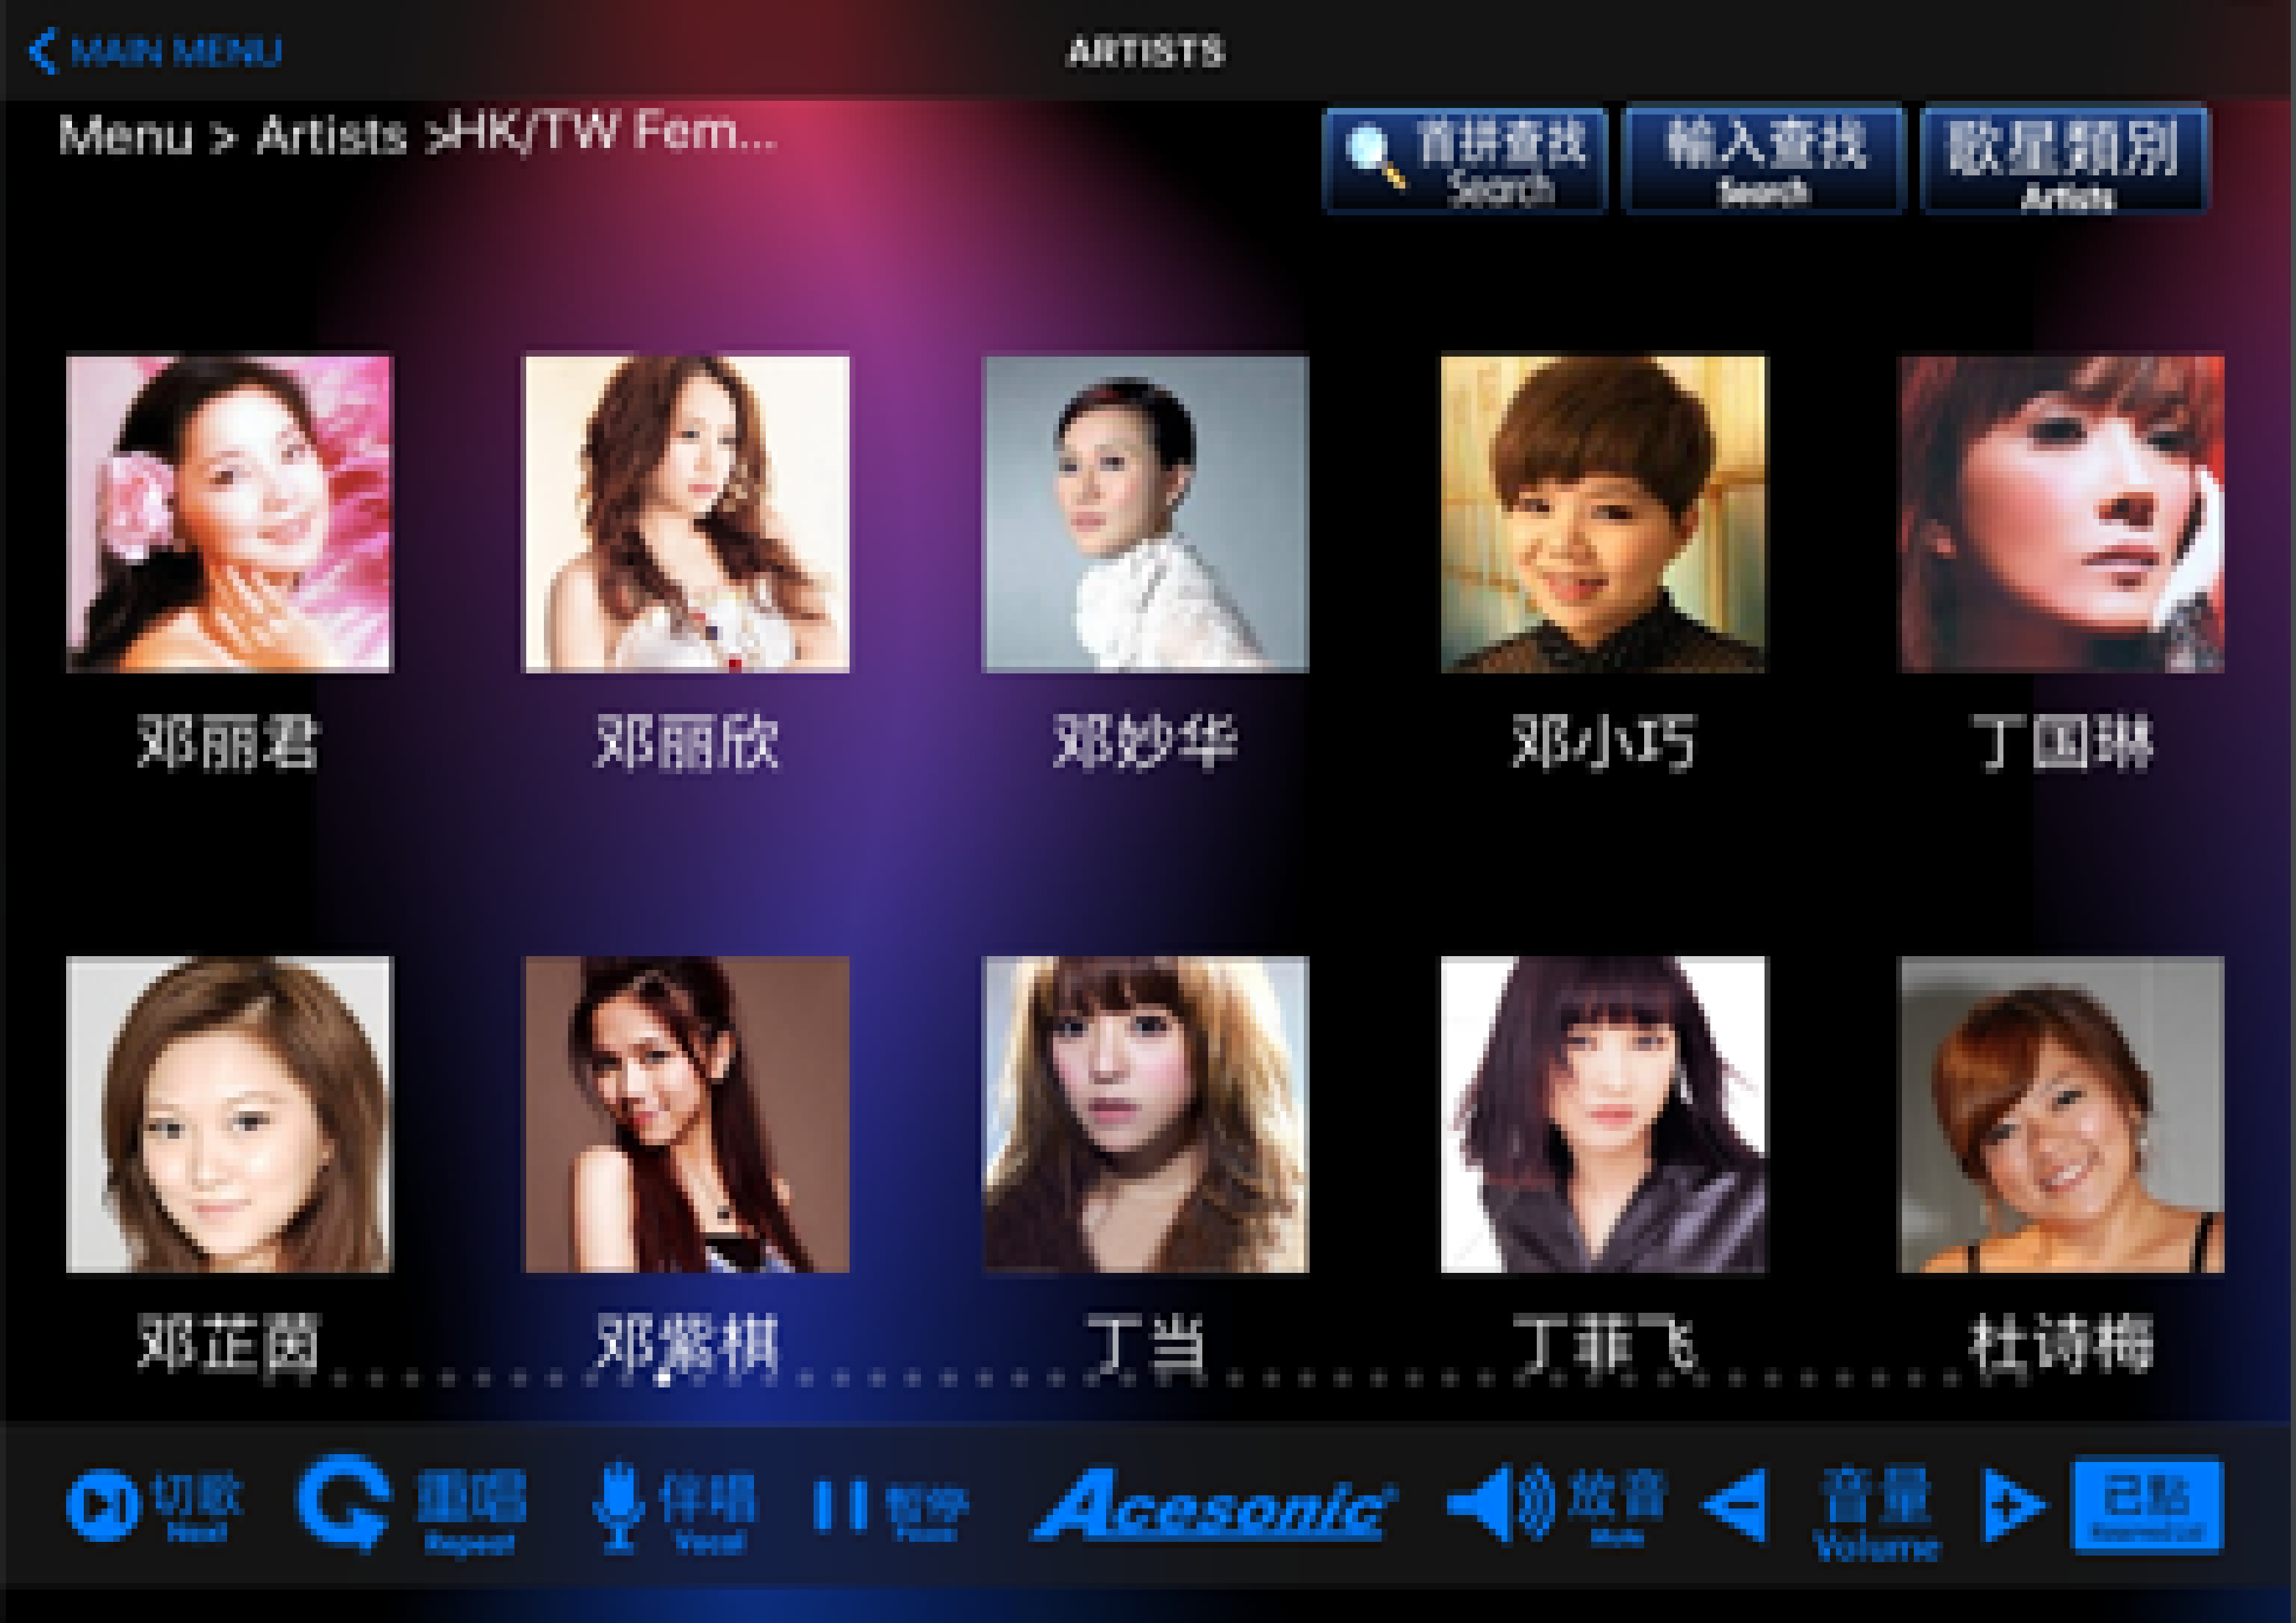 MAIN MENU
ARTISTS
Menu > Artists >HK/TW Fem...
首拼查找
Search
輸入查找
Search
歌星類別
Artists
邓丽君
邓丽欣
邓妙华
邓小巧
丁国琳
邓芷茵
邓紫棋
丁当
丁菲飞
杜诗梅
切歌
Next
重唱
Repeat
伴唱
Vocal
暫停
Pause
Acesonic
放音
Mute
音量
Volume
已點